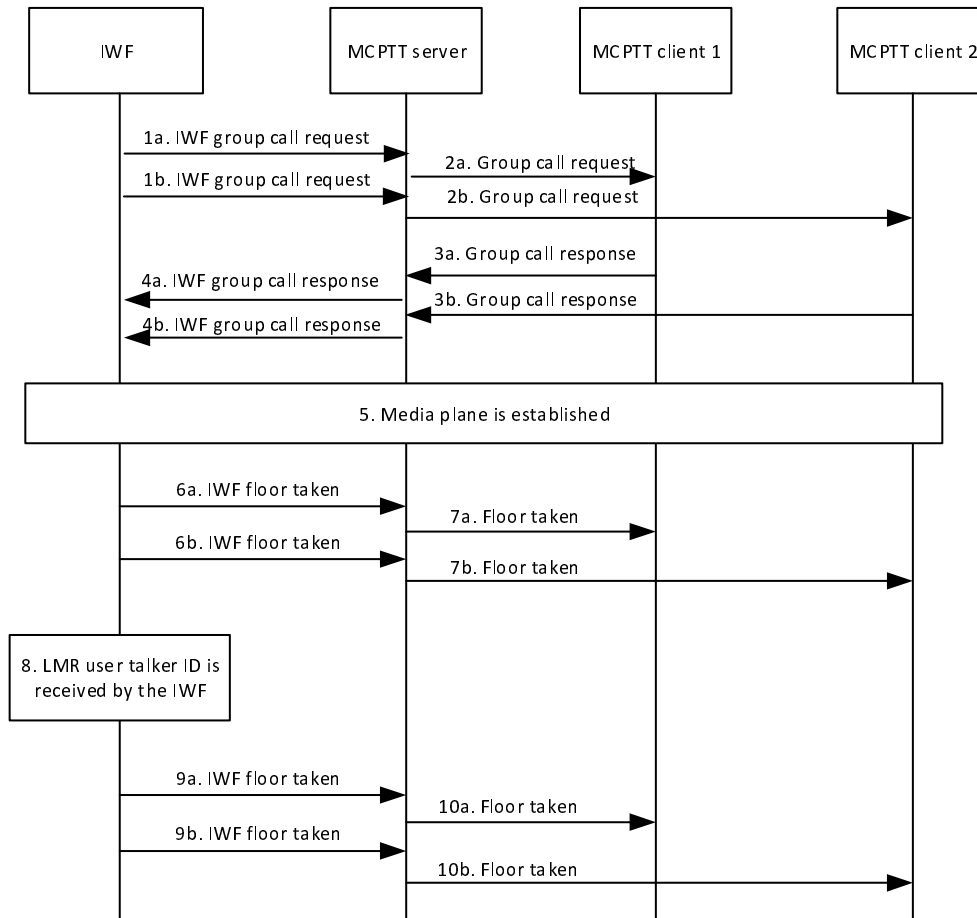 IWF
MCPTT server
MCPTT client 1
MCPTT client 2
1a. IWF group call request
2a. Group call request
1b. IWF group call request
2b. Group call request
3a. Group call response
4a. IWF group call response
3b. Group call response
4b. IWF group call response
5. Media plane is established
6a. IWF floor taken
7a. Floor taken
6b. IWF floor taken
7b. Floor taken
8. LMR user talker ID is
received by the IWF
9a. IWF floor taken
10a. Floor taken
9b. IWF floor taken
10b. Floor taken